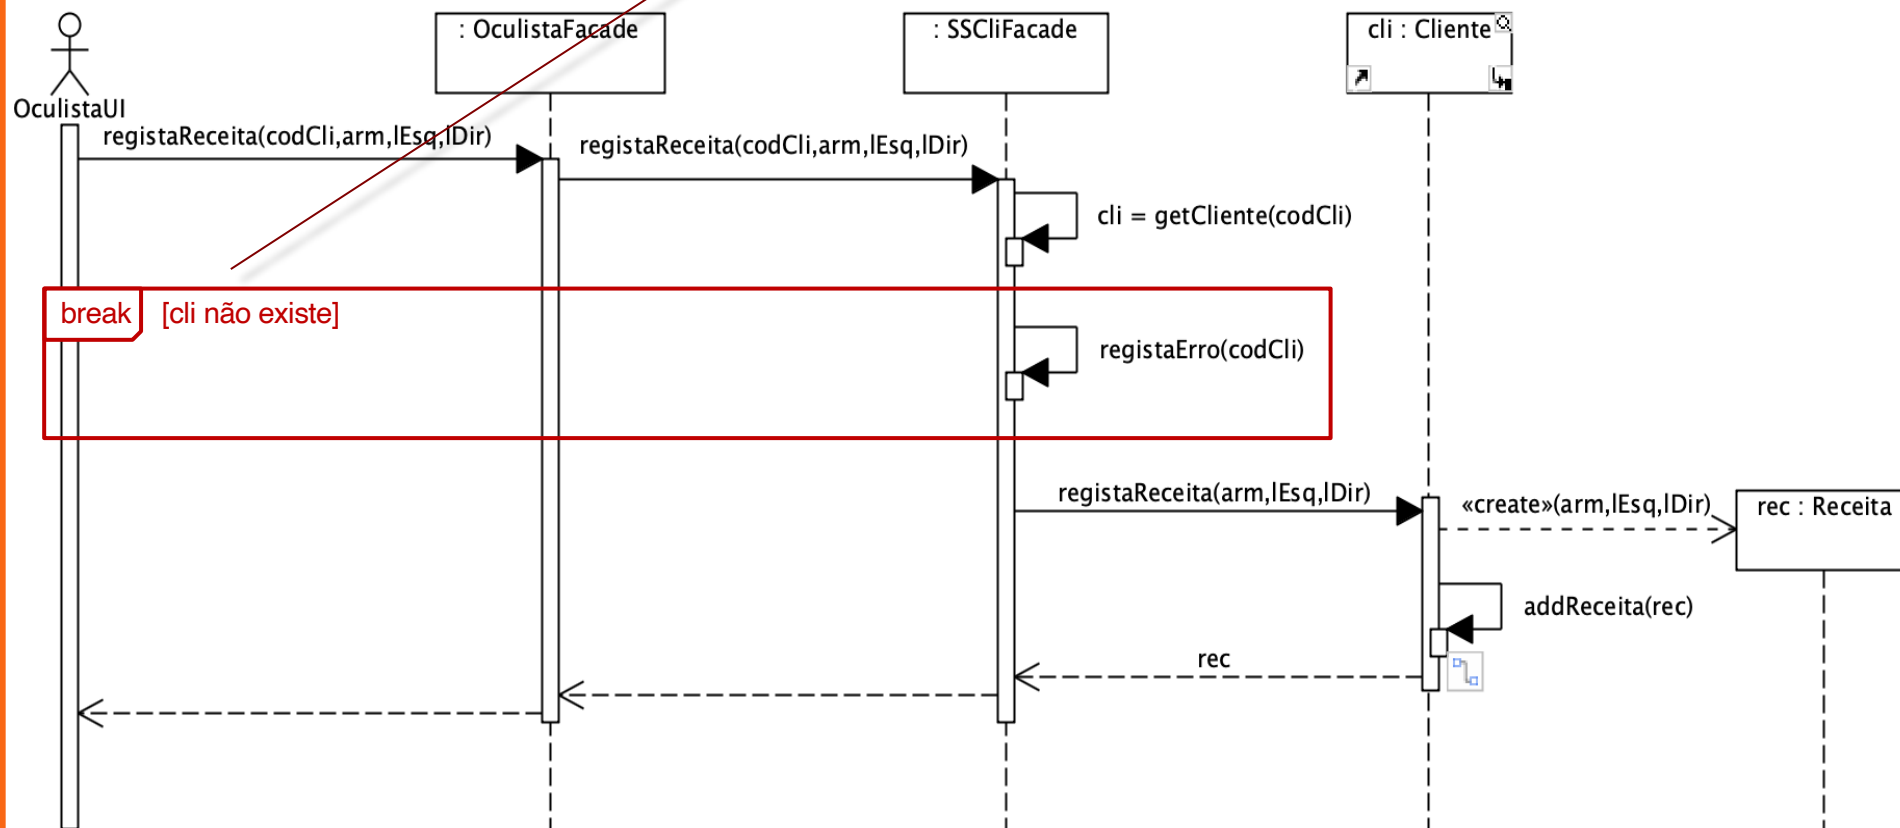 : OculistaFacade
: SSCliFacade
cli : Cliente
OculistaUI
registaReceita(codCli,arm,lEsq,lDir)
registaReceita(codCli,arm,lEsq,lDir)
cli = getCliente(codCli)
break [cli não existe]
registaErro(codCli)
registaReceita(arm,lEsq,lDir)
«create»(arm,lEsq,lDir)
rec : Receita
addReceita(rec)
rec